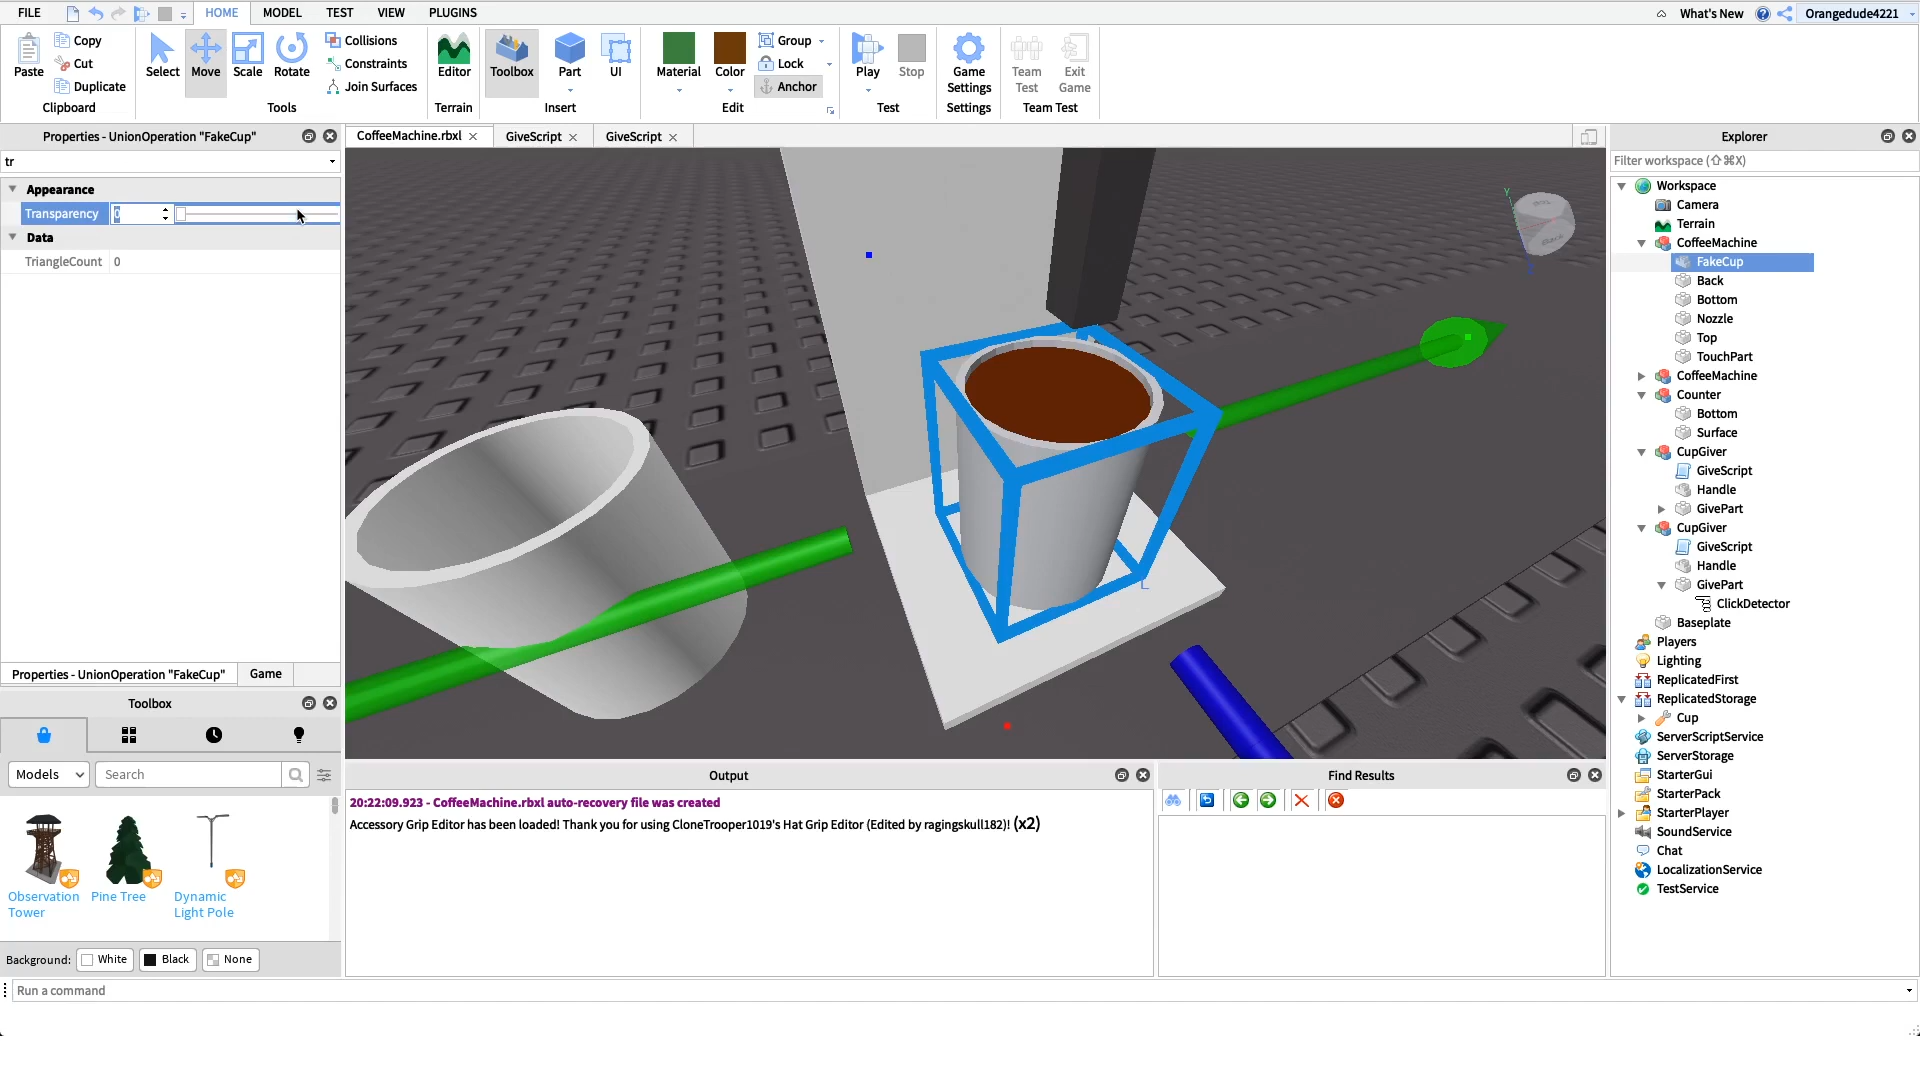 FILE HOME MODEL TEST VIEW PLUGINS What's New Orangedude4221
Paste Copy Cut Duplicate Clipboard
Select Move Scale Rotate Collisions Constraints Join Surfaces Tools
Editor Terrain
Toolbox Part UI Insert
Material Color Group Lock Anchor Edit
Play Stop Test
Game Settings Settings
Team Test Exit Game Team Test
Properties - UnionOperation "FakeCup"
tr
Appearance
Transparency 0
Data
TriangleCount 0
Properties - UnionOperation "FakeCup" Game
Toolbox
Models Search
Observation Tower
Pine Tree
Dynamic Light Pole
Background: White Black None
CoffeeMachine.rbxl GiveScript GiveScript
Back
Output
20:22:09.923 - CoffeeMachine.rbxl auto-recovery file was created
Accessory Grip Editor has been loaded! Thank you for using CloneTrooper1019's Hat Grip Editor (Edited by ragingskull182)! (x2)
Find Results
Explorer
Filter workspace (⇧⌘X)
Workspace
Camera
Terrain
CoffeeMachine
FakeCup
Back
Bottom
Nozzle
Top
TouchPart
CoffeeMachine
Counter
Bottom
Surface
CupGiver
GiveScript
Handle
GivePart
CupGiver
GiveScript
Handle
GivePart
ClickDetector
Baseplate
Players
Lighting
ReplicatedFirst
ReplicatedStorage
Cup
ServerScriptService
ServerStorage
StarterGui
StarterPack
StarterPlayer
SoundService
Chat
LocalizationService
TestService
Run a command